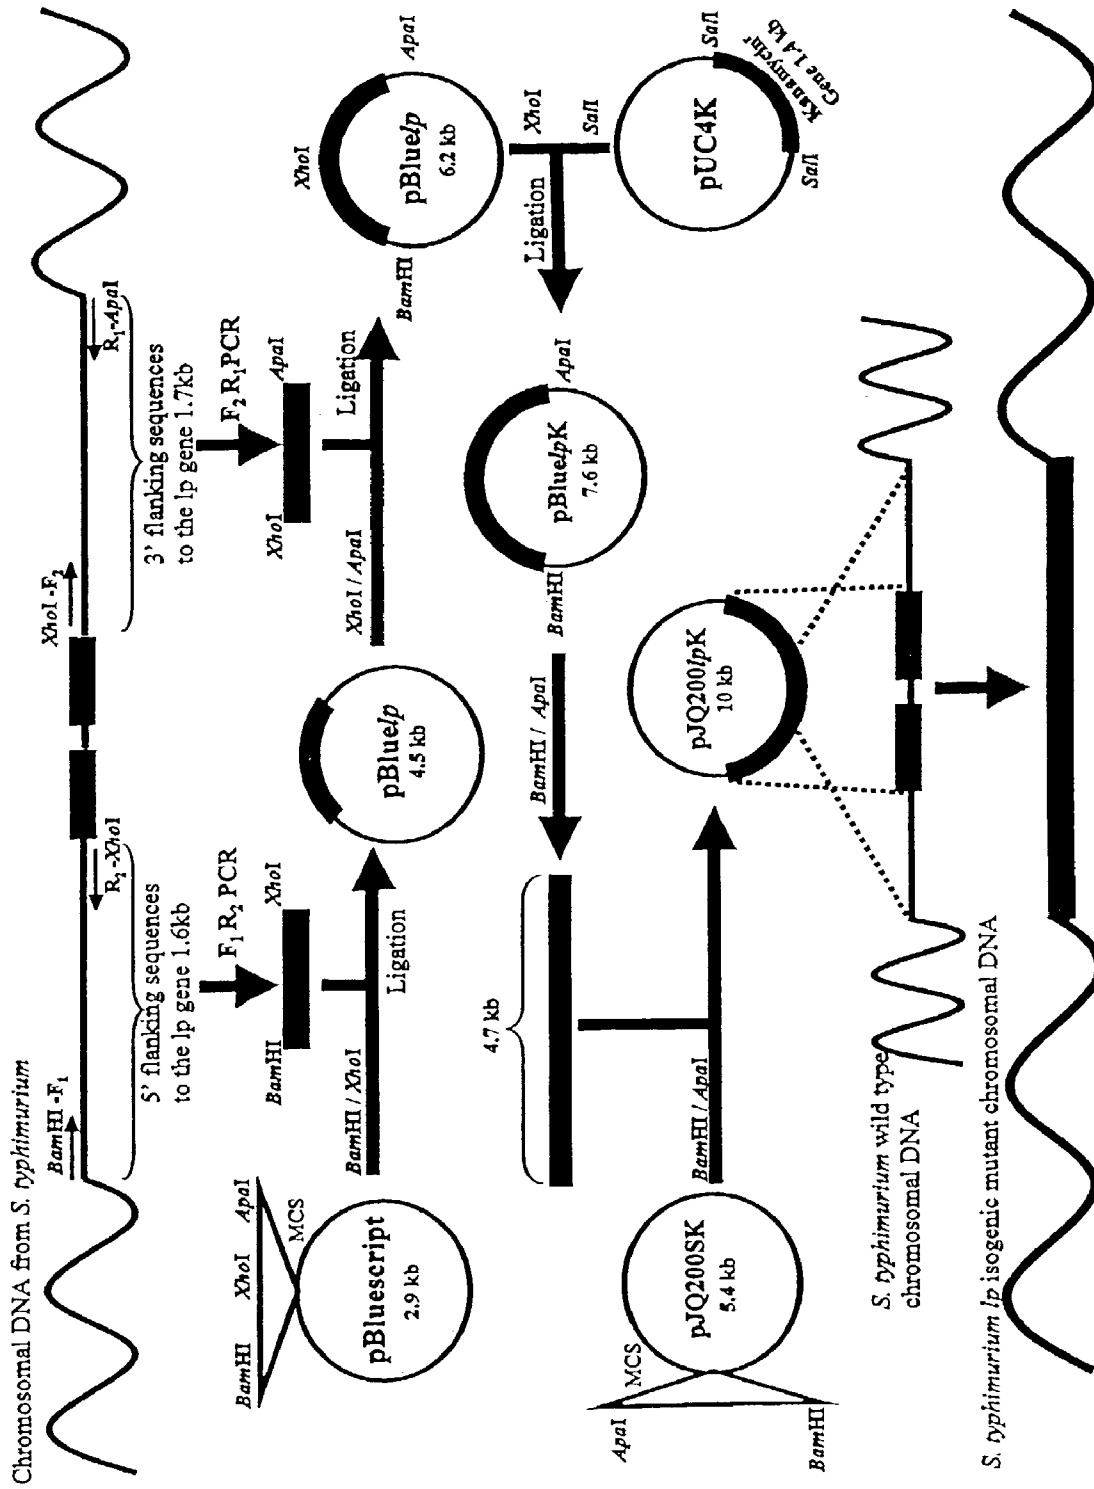 Chromosomal DNA from S. typhimurium
BamHI -F1
R2 -XhoI
XhoI -F2
R1-ApaI
5' flanking sequences
to the lp gene 1.6kb
3' flanking sequences
to the lp gene 1.7kb
F1 R2 PCR
F2 R1 PCR
BamHI XhoI ApaI
MCS
pBluescript
2.9 kb
BamHI XhoI
BamHI / XhoI
Ligation
pBluelp
4.5 kb
XhoI ApaI
XhoI / ApaI
Ligation
XhoI
BamHI ApaI
pBluelp
6.2 kb
XhoI
SalI
Ligation
SalI
SalI
pUC4K
Kanamycin^r
Gene 1.4 kb
BamHI ApaI
pBluelpK
7.6 kb
BamHI / ApaI
4.7 kb
ApaI
MCS
BamHI
pJQ200SK
5.4 kb
BamHI / ApaI
pJQ200lpK
10 kb
S. typhimurium wild type
chromosomal DNA
S. typhimurium lp isogenic mutant chromosomal DNA